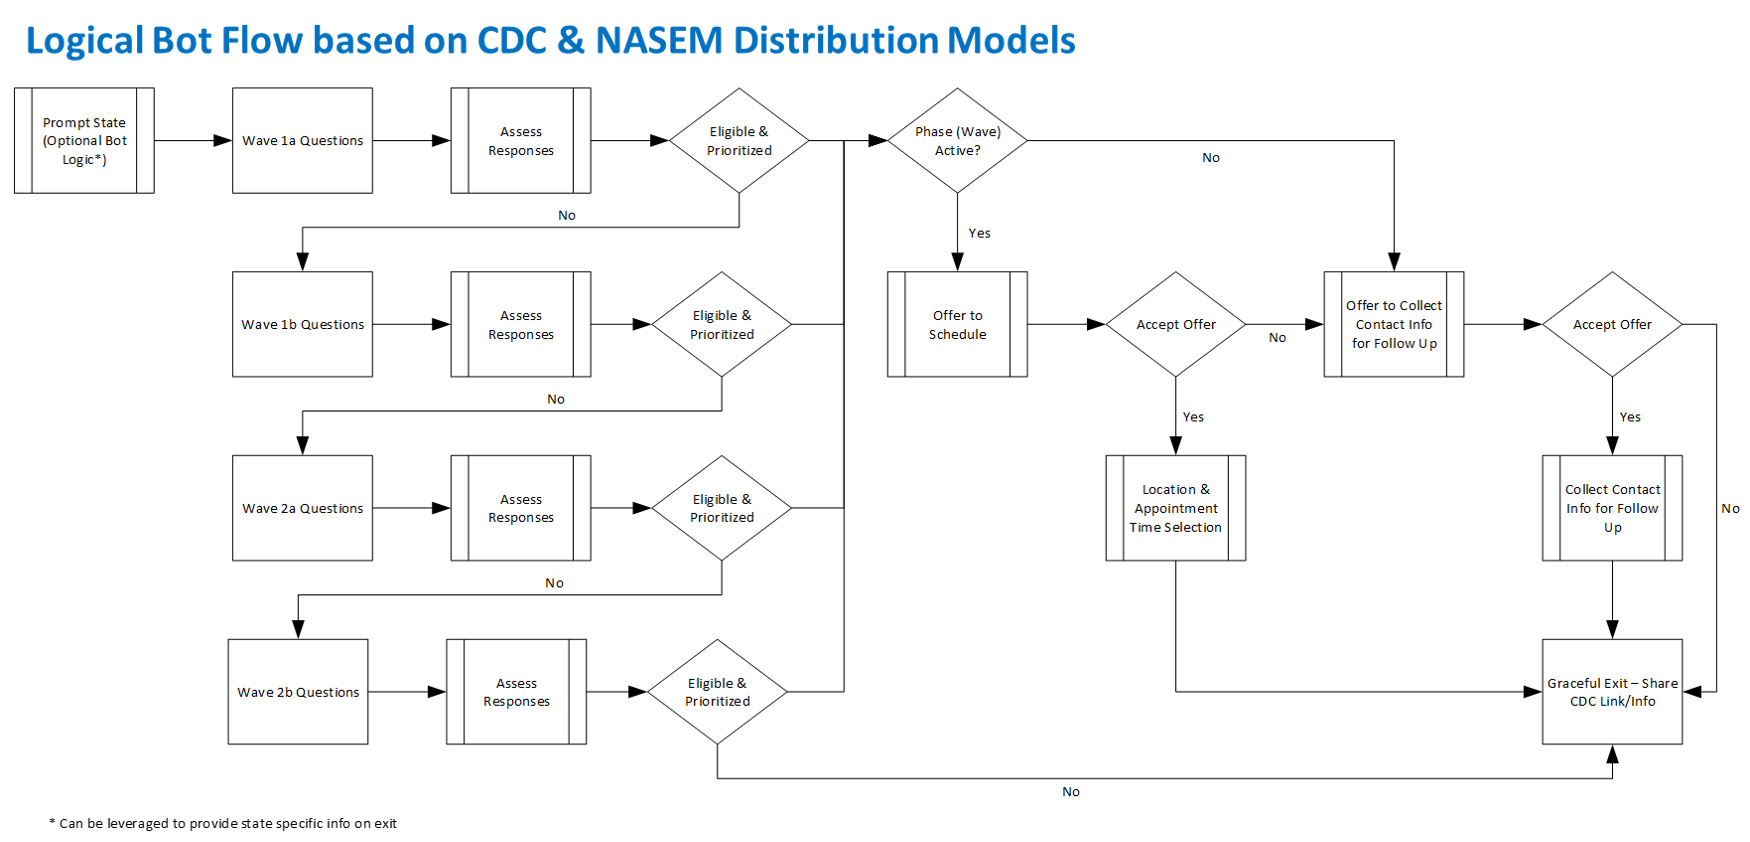 Logical Bot Flow based on CDC & NASEM Distribution Models
Prompt State
(Optional Bot
Logic*)
Wave 1a Questions
Assess
Responses
Eligible &
Prioritized
Phase (Wave)
Active?
No
No
Yes
Wave 1b Questions
Assess
Responses
Eligible &
Prioritized
Offer to
Schedule
Accept Offer
No
Offer to Collect
Contact Info
for Follow Up
Accept Offer
No
Yes
Yes
Wave 2a Questions
Assess
Responses
Eligible &
Prioritized
Location &
Appointment
Time Selection
Collect Contact
Info for Follow
Up
No
No
Wave 2b Questions
Assess
Responses
Eligible &
Prioritized
Graceful Exit – Share
CDC Link/Info
No
* Can be leveraged to provide state specific info on exit